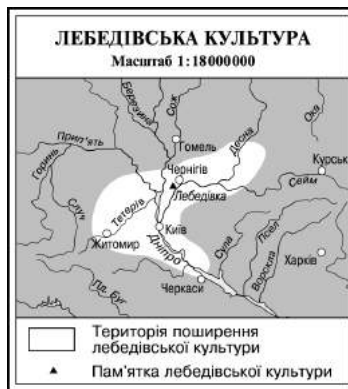 ЛЕБЕДІВСЬКА КУЛЬТУРА
Масштаб 1:18000000
Березина
Сож
Гомель
Десна
Ока
Прип'ять
Горинь
Чернігів
Курськ
Лебедівка
Сейм
Случ
Тетерів
Київ
Житомир
Дніпро
Сула
Псел
Ворскла
Харків
Пд. Буг
Черкаси
Територія поширення
лебедівської культури
Пам'ятка лебедівської культури